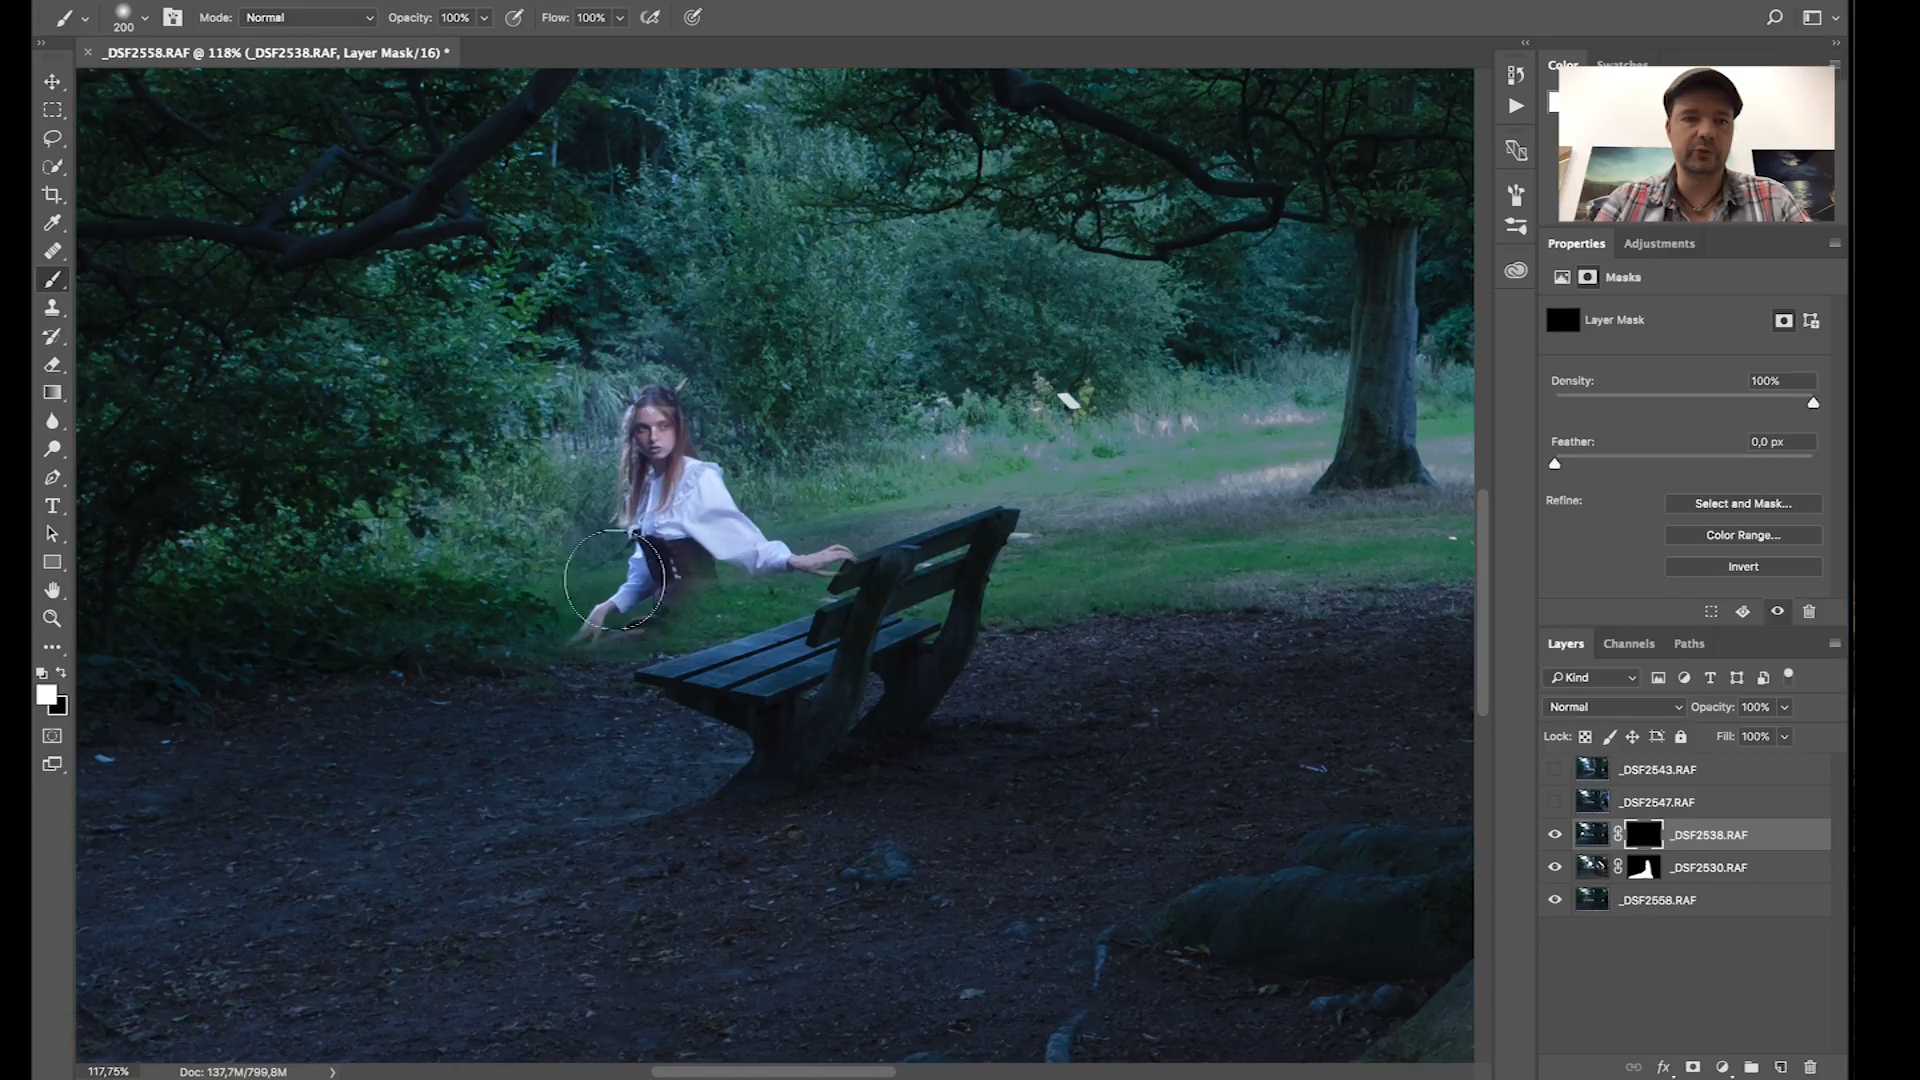 200
Mode: Normal
Opacity: 100%
Flow: 100%
_DSF2558.RAF @ 118% (_DSF2538.RAF, Layer Mask/16) *
Color
Swatches
Properties
Adjustments
Masks
Layer Mask
Density: 100%
Feather: 0,0 px
Refine:
Select and Mask...
Color Range...
Invert
Layers
Channels
Paths
Kind
Normal
Opacity: 100%
Lock:
Fill: 100%
_DSF2543.RAF
_DSF2547.RAF
_DSF2538.RAF
_DSF2530.RAF
_DSF2558.RAF
fx
117,75%
Doc: 137,7M/799,8M